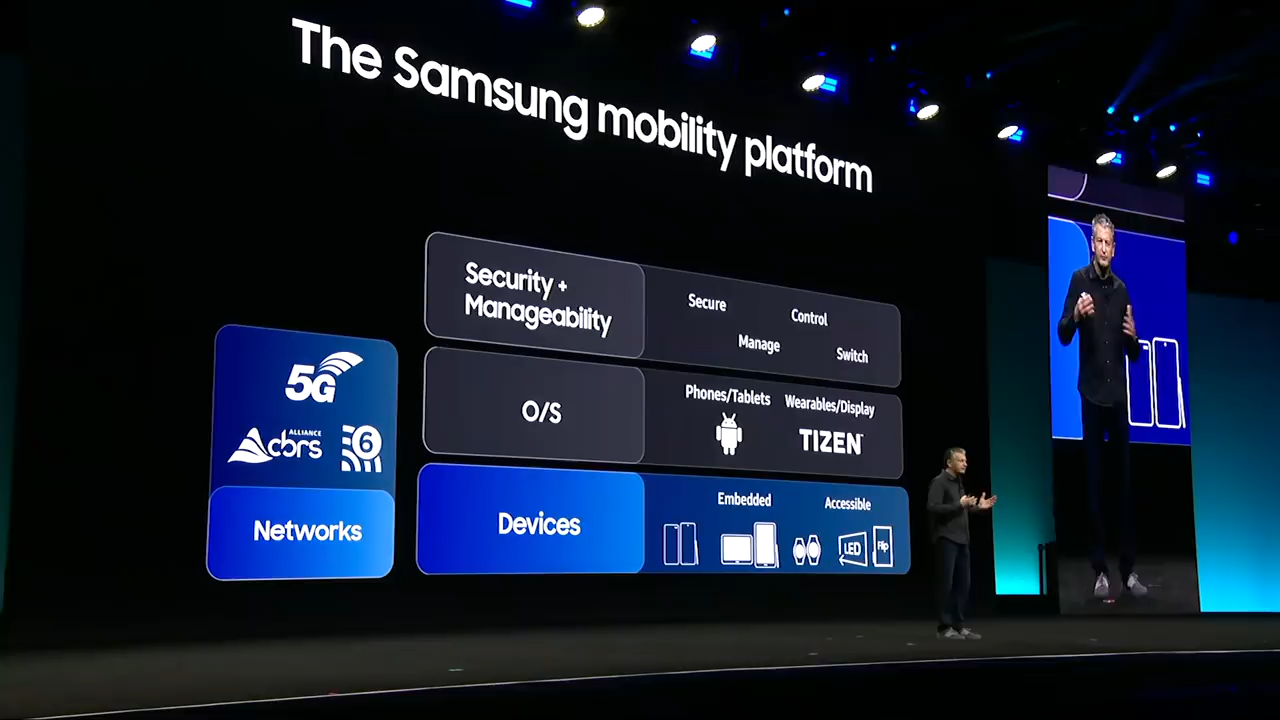 The Samsung mobility platform
Security +
Manageability
Secure
Control
Manage
Switch
5G
ALLIANCE
cbrs
6
O/S
Phones/Tablets
Wearables/Display
TIZEN
Networks
Devices
Embedded
Accessible
LED
Flip